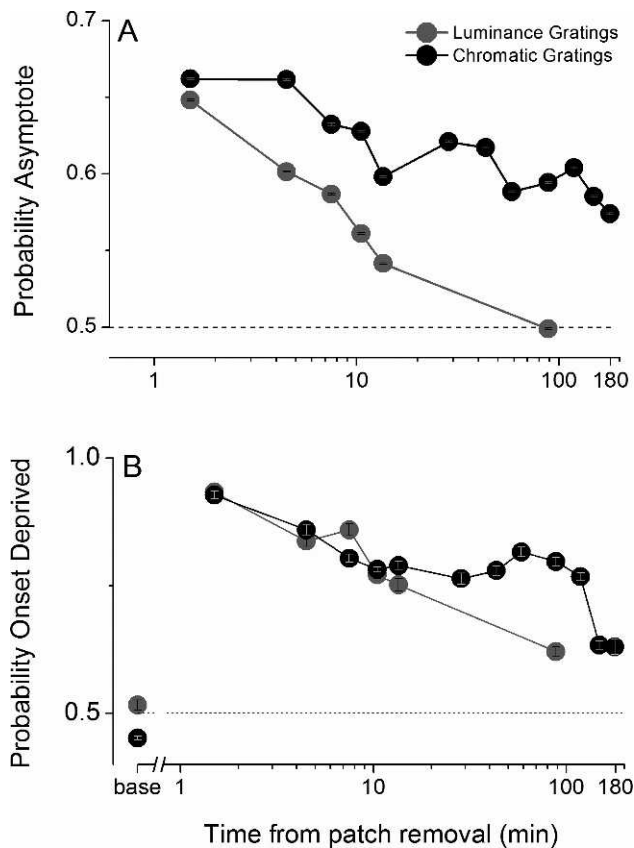 0.7
A
Luminance Gratings
Chromatic Gratings
Probability Asymptote
0.6
0.5
1
10
100
180
1.0
B
Probability Onset Deprived
0.5
base
1
10
100
180
Time from patch removal (min)